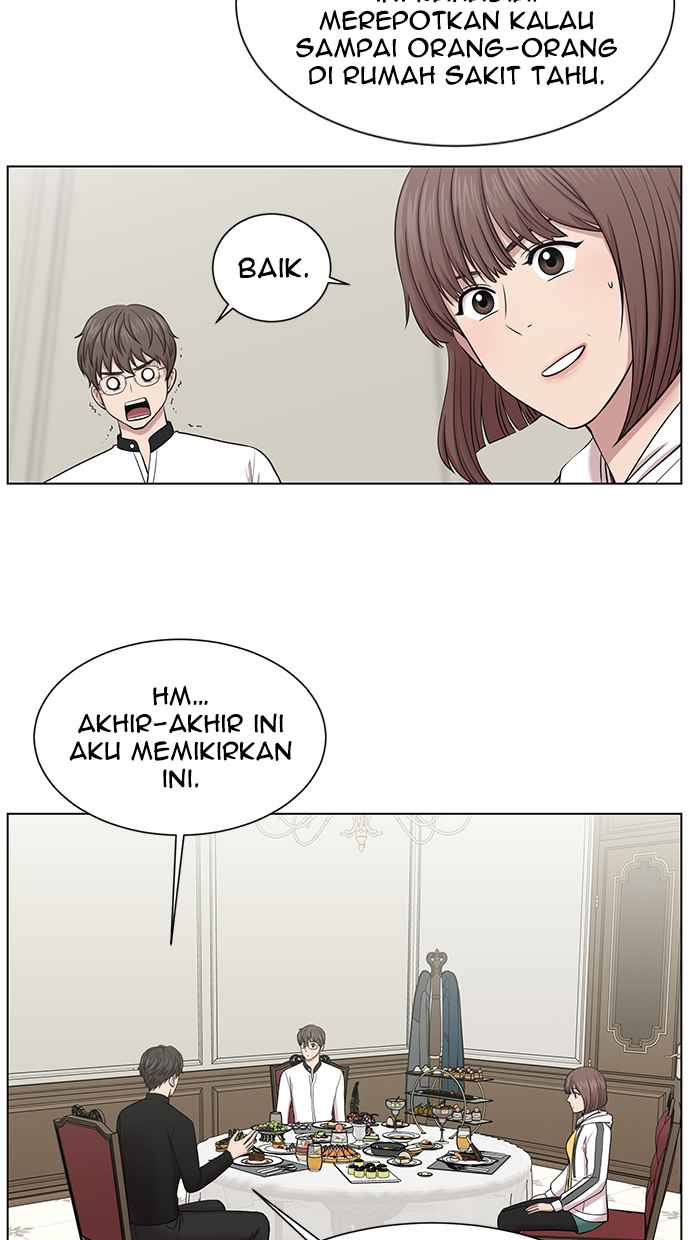 MEREPOTKAN KALAU
SAMPAI ORANG-ORANG
DI RUMAH SAKIT TAHU.
BAIK.
HM...
AKHIR-AKHIR INI
AKU MEMIKIRKAN
INI.